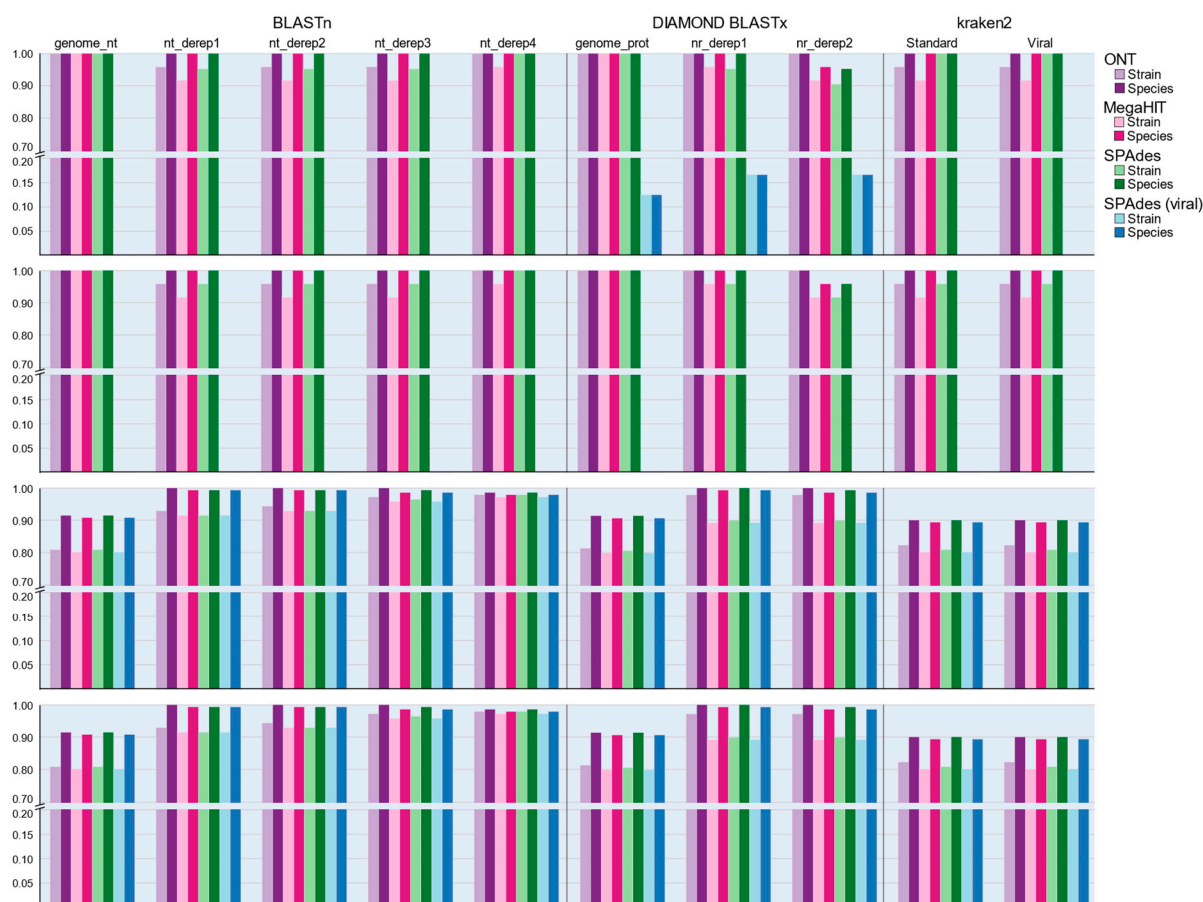 BLASTn DIAMOND BLASTx kraken2
genome_nt nt_derep1 nt_derep2 nt_derep3 nt_derep4 genome_prot nr_derep1 nr_derep2 Standard Viral
1.00
0.90
0.80
0.70
0.20
0.15
0.10
0.05
1.00
0.90
0.80
0.70
0.20
0.15
0.10
0.05
1.00
0.90
0.80
0.70
0.20
0.15
0.10
0.05
1.00
0.90
0.80
0.70
0.20
0.15
0.10
0.05
ONT
Strain
Species
MegaHIT
Strain
Species
SPAdes
Strain
Species
SPAdes (viral)
Strain
Species